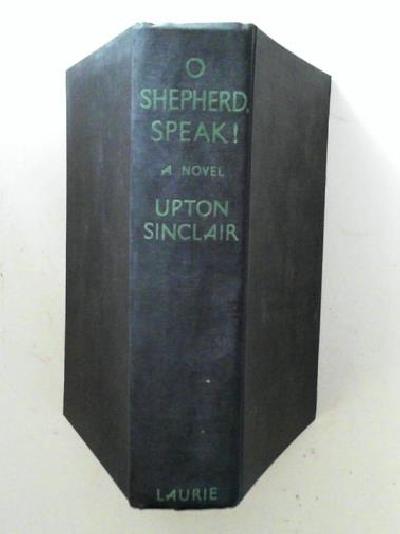 O
SHEPHERD,
SPEAK!
A NOVEL
UPTON
SINCLAIR
LAURIE